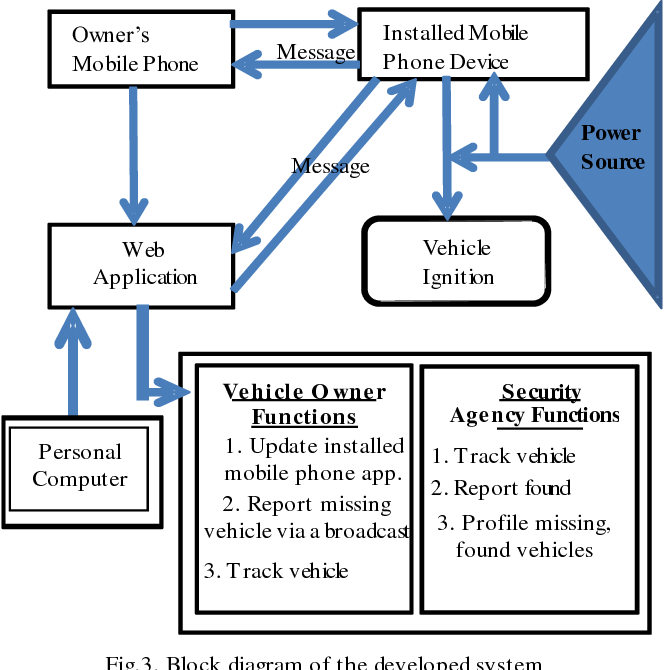 Owner's
Mobile Phone
Message
Installed Mobile
Phone Device
Power
Source
Message
Web
Application
Vehicle
Ignition
Personal
Computer
Vehicle Owner
Functions
1. Update installed
mobile phone app.
2. Report missing
vehicle via a broadcast
3. Track vehicle
Security
Agency Functions
1. Track vehicle
2. Report found
3. Profile missing,
found vehicles
Fig.3. Block diagram of the developed system